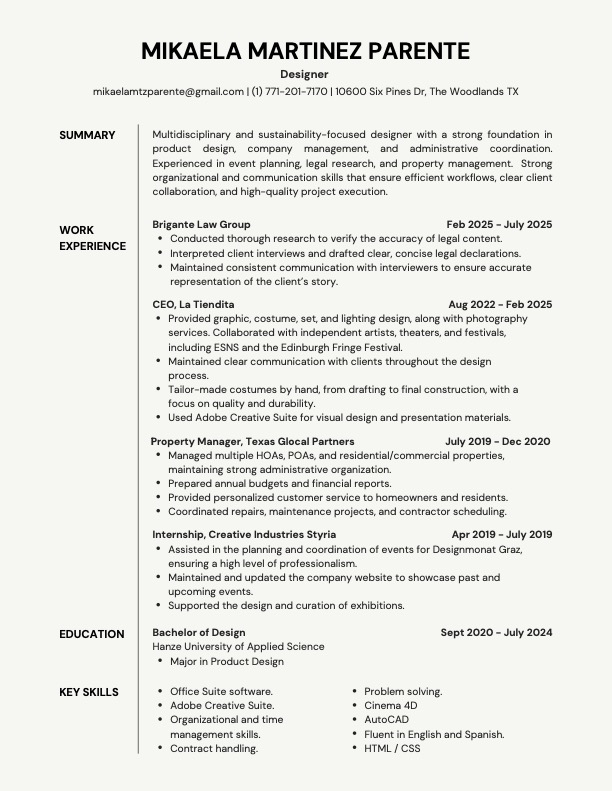 MIKAELA MARTINEZ PARENTE
Designer
mikaelamtzparente@gmail.com | (1) 771-201-7170 | 10600 Six Pines Dr, The Woodlands TX
SUMMARY
Multidisciplinary and sustainability-focused designer with a strong foundation in
product design, company management, and administrative coordination.
Experienced in event planning, legal research, and property management. Strong
organizational and communication skills that ensure efficient workflows, clear client
collaboration, and high-quality project execution.
WORK
EXPERIENCE
Brigante Law Group Feb 2025 - July 2025
• Conducted thorough research to verify the accuracy of legal content.
• Interpreted client interviews and drafted clear, concise legal declarations.
• Maintained consistent communication with interviewers to ensure accurate
representation of the client's story.
CEO, La Tiendita Aug 2022 - Feb 2025
• Provided graphic, costume, set, and lighting design, along with photography
services. Collaborated with independent artists, theaters, and festivals,
including ESNS and the Edinburgh Fringe Festival.
• Maintained clear communication with clients throughout the design
process.
• Tailor-made costumes by hand, from drafting to final construction, with a
focus on quality and durability.
• Used Adobe Creative Suite for visual design and presentation materials.
Property Manager, Texas Glocal Partners July 2019 - Dec 2020
• Managed multiple HOAs, POAs, and residential/commercial properties,
maintaining strong administrative organization.
• Prepared annual budgets and financial reports.
• Provided personalized customer service to homeowners and residents.
• Coordinated repairs, maintenance projects, and contractor scheduling.
Internship, Creative Industries Styria Apr 2019 - July 2019
• Assisted in the planning and coordination of events for Designmonat Graz,
ensuring a high level of professionalism.
• Maintained and updated the company website to showcase past and
upcoming events.
• Supported the design and curation of exhibitions.
EDUCATION
Bachelor of Design Sept 2020 - July 2024
Hanze University of Applied Science
• Major in Product Design
KEY SKILLS
• Office Suite software.
• Adobe Creative Suite.
• Organizational and time
management skills.
• Contract handling.
• Problem solving.
• Cinema 4D
• AutoCAD
• Fluent in English and Spanish.
• HTML / CSS